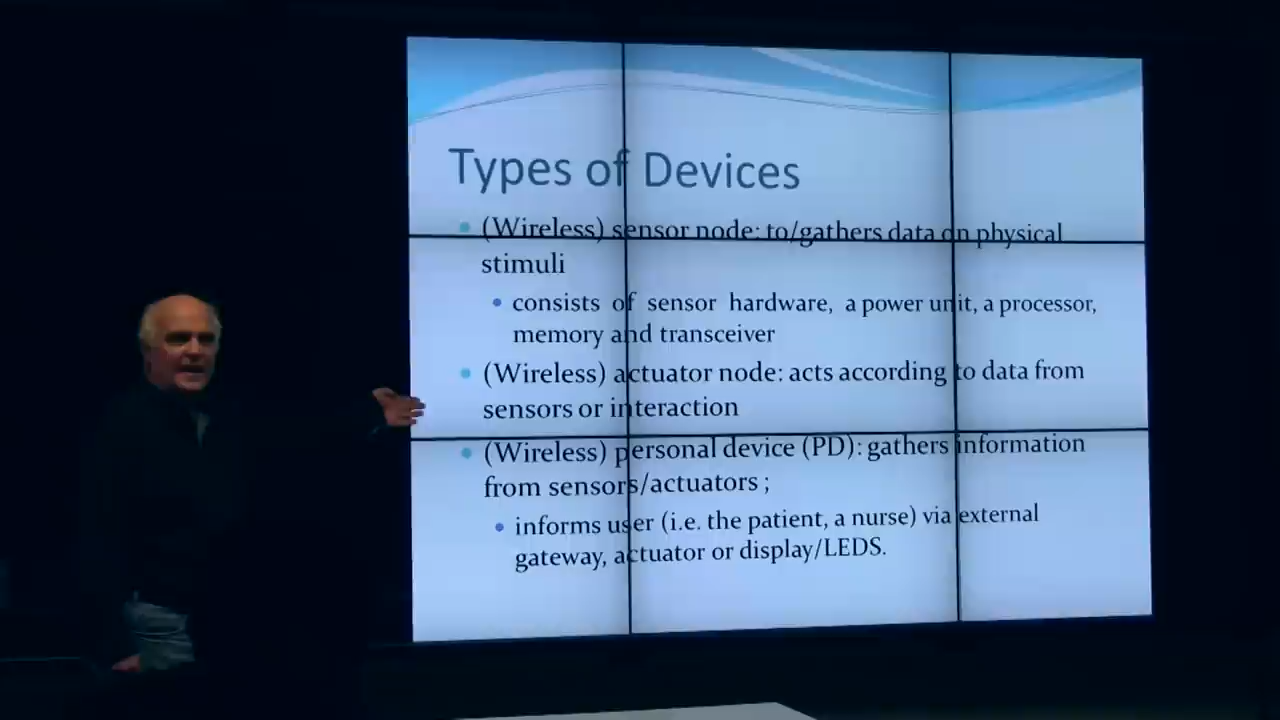 Types of Devices
(Wireless) sensor node: to/gathers data on physical
stimuli
consists of sensor hardware, a power unit, a processor,
memory and transceiver
(Wireless) actuator node: acts according to data from
sensors or interaction
(Wireless) personal device (PD): gathers information
from sensors/actuators ;
informs user (i.e. the patient, a nurse) via external
gateway, actuator or display/LEDS.